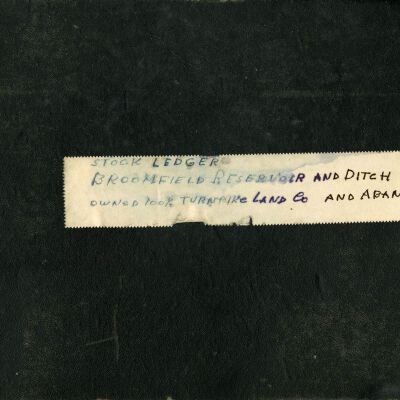 STOCK LEDGER
BROOMFIELD RESERVOIR AND DITCH
OWNED 100% TURNPIKE LAND CO AND ABAN